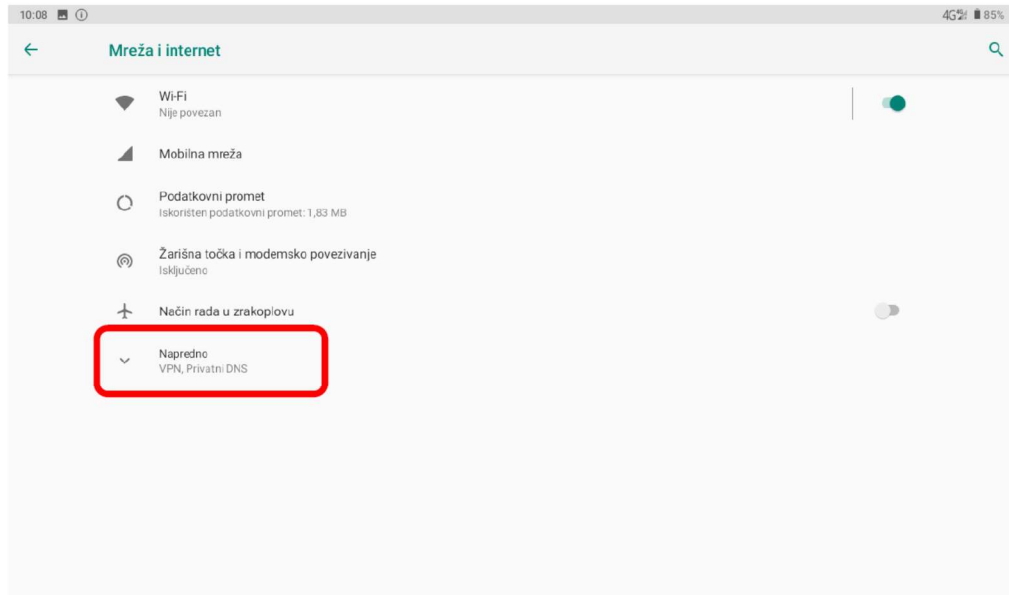 10:08
4G 85%
Mreža i internet
Wi-Fi
Nije povezan
Mobilna mreža
Podatkovni promet
Iskorišten podatkovni promet: 1,83 MB
Žarišna točka i modemsko povezivanje
Isključeno
Način rada u zrakoplovu
Napredno
VPN, Privatni DNS